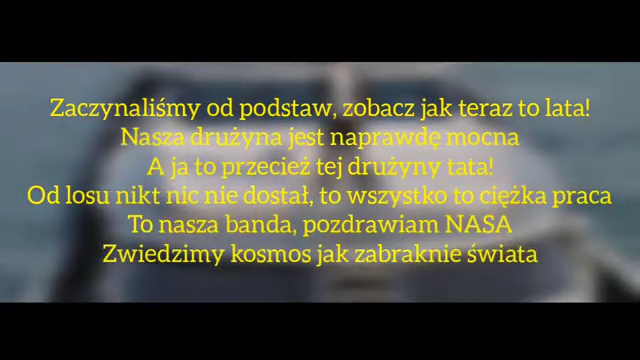 Zaczynaliśmy od podstaw, zobacz jak teraz to lata!
Nasza drużyna jest naprawdę mocna
A ja to przecież tej drużyny tata!
Od losu nikt nic nie dostał, to wszystko to ciężka praca
To nasza banda, pozdrawiam NASA
Zwiedzimy kosmos jak zabraknie świata